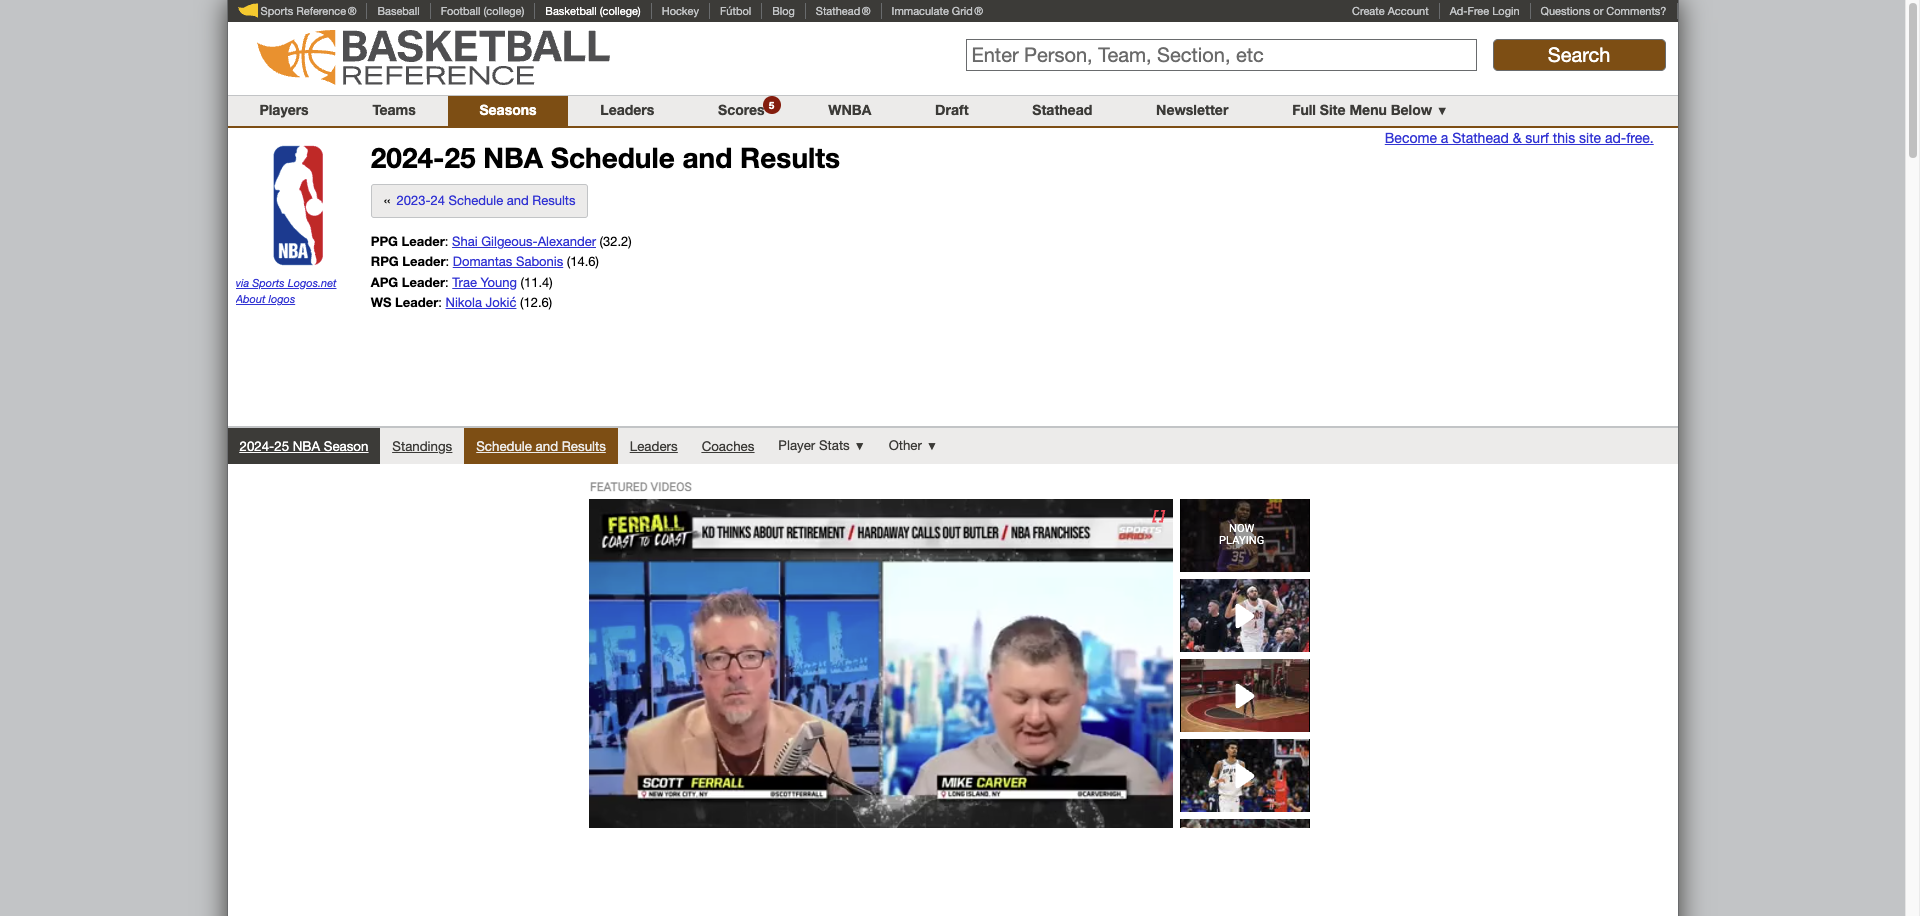 Sports Reference®
Baseball
Football (college)
Basketball (college)
Hockey
Fútbol
Blog
Stathead®
Immaculate Grid®
Create Account
Ad-Free Login
Questions or Comments?
BASKETBALL
REFERENCE
Enter Person, Team, Section, etc
Search
Players
Teams
Seasons
Leaders
Scores 5
WNBA
Draft
Stathead
Newsletter
Full Site Menu Below ▼
Become a Stathead & surf this site ad-free.
NBA
via Sports Logos.net
About logos
2024-25 NBA Schedule and Results
« 2023-24 Schedule and Results
PPG Leader: Shai Gilgeous-Alexander (32.2)
RPG Leader: Domantas Sabonis (14.6)
APG Leader: Trae Young (11.4)
WS Leader: Nikola Jokić (12.6)
2024-25 NBA Season
Standings
Schedule and Results
Leaders
Coaches
Player Stats ▼
Other ▼
FEATURED VIDEOS
FERRALL
COAST TO COAST
KD THINKS ABOUT RETIREMENT / HARDAWAY CALLS OUT BUTLER / NBA FRANCHISES
SPORTS
GRID
SCOTT FERRALL
NEW YORK CITY, NY
@SCOTTFERRALL
MIKE CARVER
LONG ISLAND, NY
@CARVERHIGH_
24
NOW
PLAYING
35